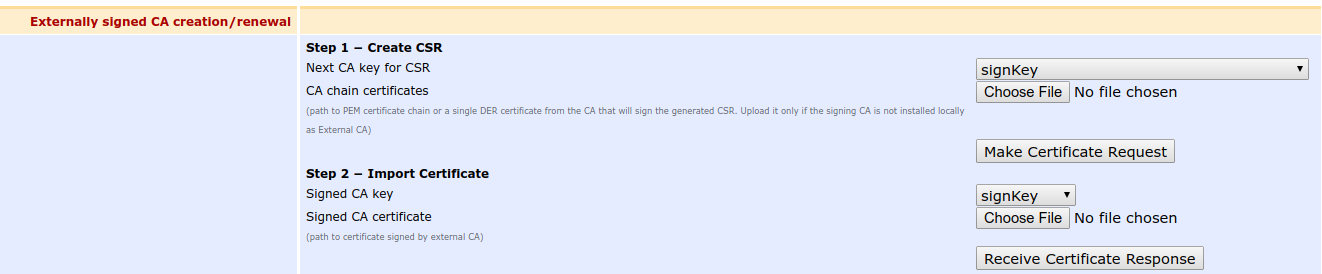 Externally signed CA creation/renewal
Step 1 – Create CSR
Next CA key for CSR
signKey
CA chain certificates
Choose File No file chosen
(path to PEM certificate chain or a single DER certificate from the CA that will sign the generated CSR. Upload it only if the signing CA is not installed locally
as External CA)
Make Certificate Request
Step 2 – Import Certificate
Signed CA key
signKey
Signed CA certificate
Choose File No file chosen
(path to certificate signed by external CA)
Receive Certificate Response